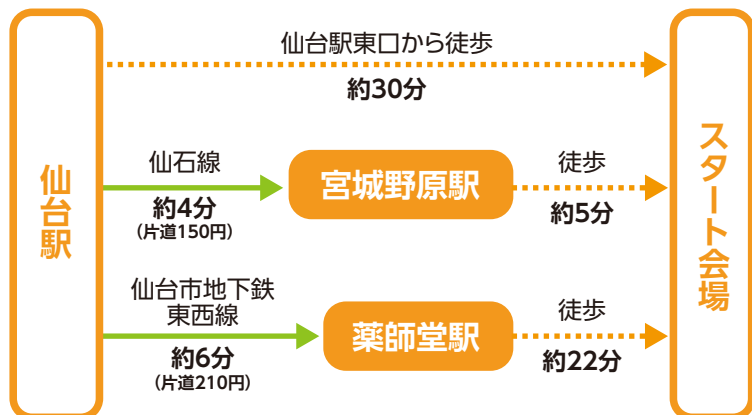 仙台駅
仙台駅東口から徒歩
約30分
仙石線
約4分
(片道150円)
宮城野原駅
徒歩
約5分
仙台市地下鉄
東西線
約6分
(片道210円)
薬師堂駅
徒歩
約22分
スタート会場